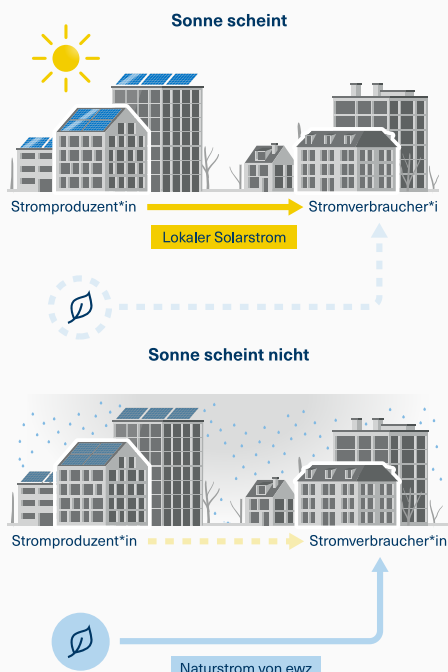 Sonne scheint
Stromproduzent*in
Stromverbraucher*i
Lokaler Solarstrom
Sonne scheint nicht
Stromproduzent*in
Stromverbraucher*in
Naturstrom von ewz